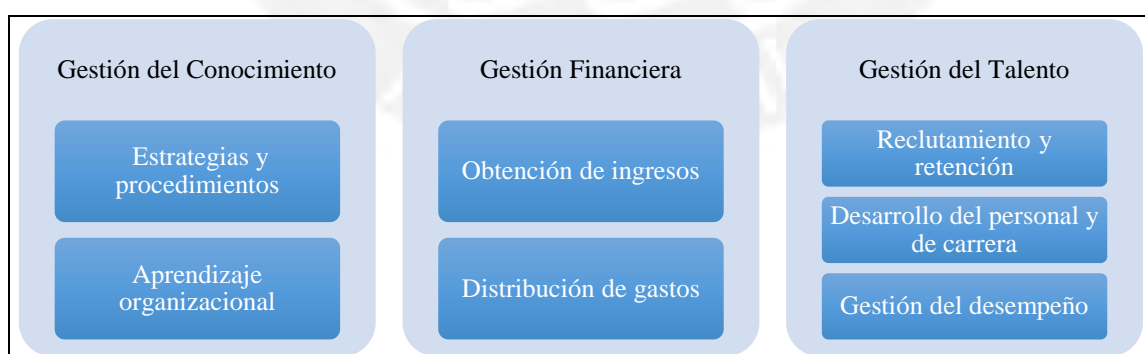 Gestión del Conocimiento
Estrategias y
procedimientos
Aprendizaje
organizacional
Gestión Financiera
Obtención de ingresos
Distribución de gastos
Gestión del Talento
Reclutamiento y
retención
Desarrollo del personal y
de carrera
Gestión del desempeño